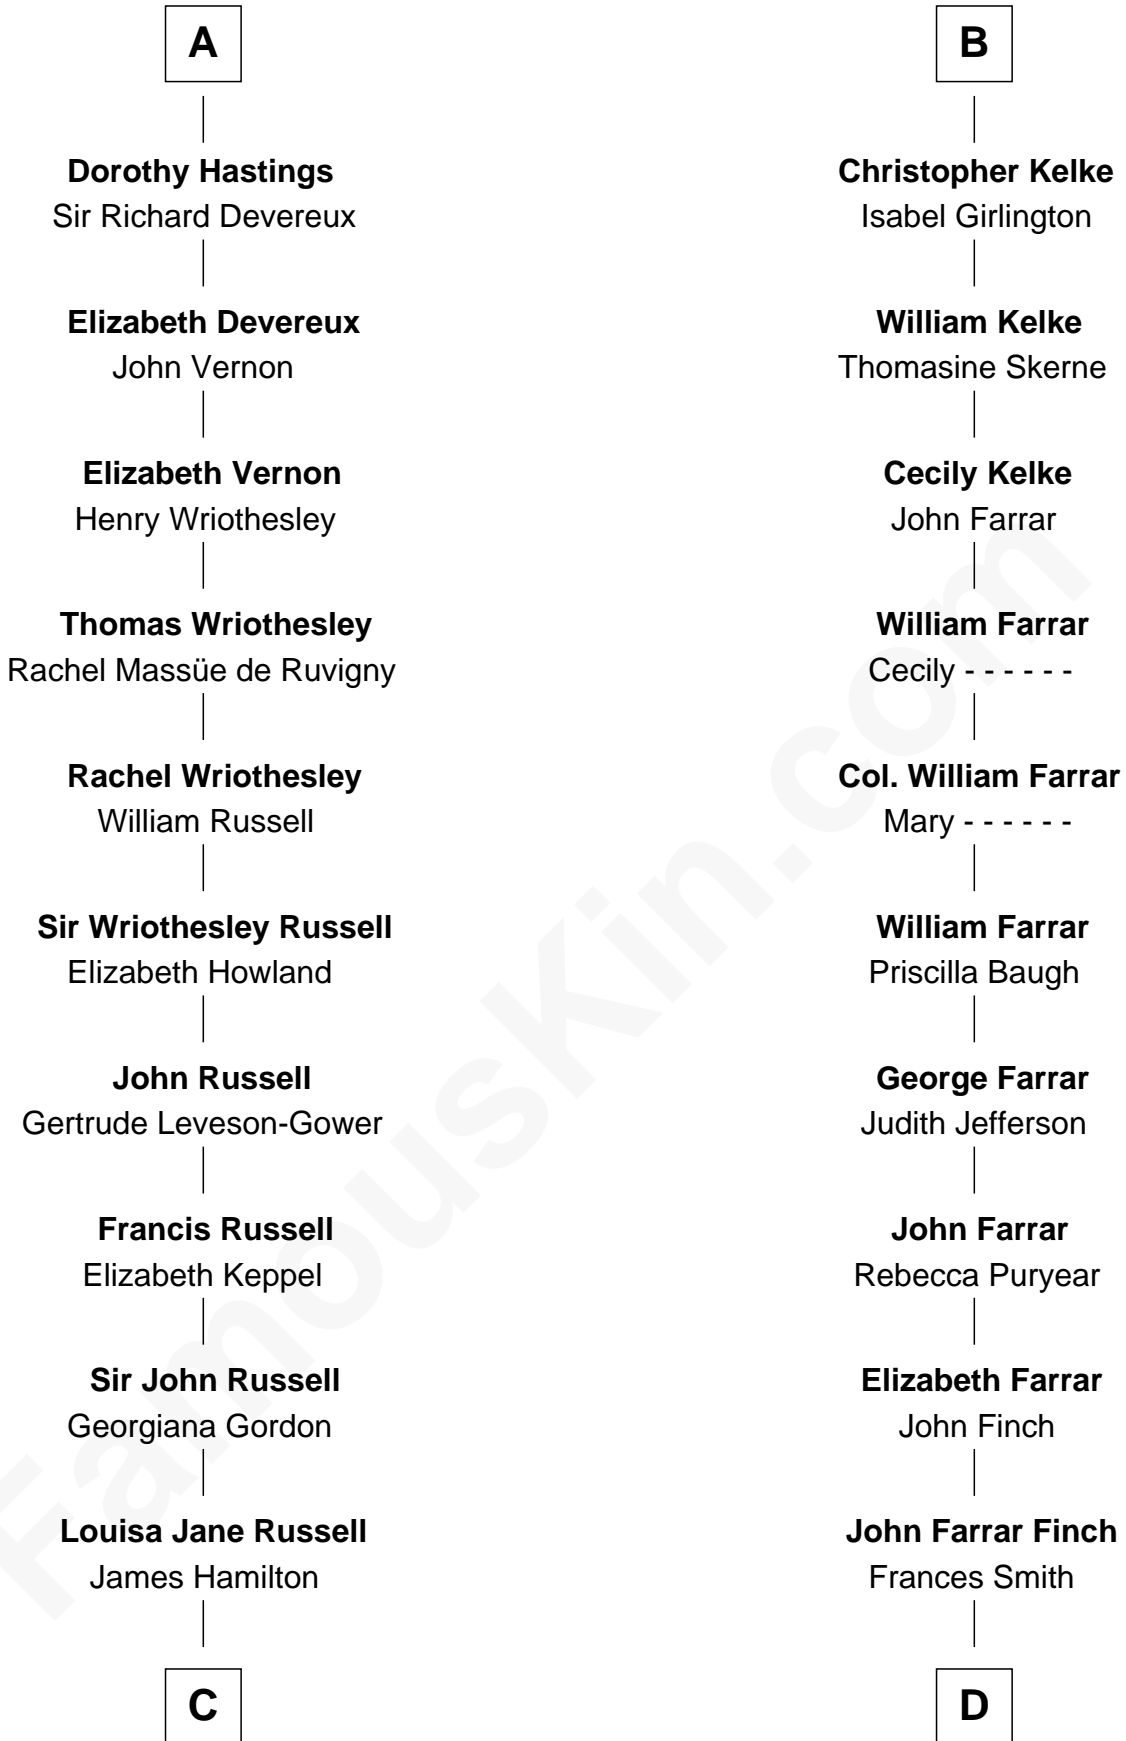 A
Dorothy Hastings
Sir Richard Devereux
Elizabeth Devereux
John Vernon
Elizabeth Vernon
Henry Wriothesley
Thomas Wriothesley
Rachel Massüe de Ruvigny
Rachel Wriothesley
William Russell
Sir Wriothesley Russell
Elizabeth Howland
John Russell
Gertrude Leveson-Gower
Francis Russell
Elizabeth Keppel
Sir John Russell
Georgiana Gordon
Louisa Jane Russell
James Hamilton
C
B
Christopher Kelke
Isabel Girlington
William Kelke
Thomasine Skerne
Cecily Kelke
John Farrar
William Farrar
Cecily - - - - - -
Col. William Farrar
Mary - - - - - -
William Farrar
Priscilla Baugh
George Farrar
Judith Jefferson
John Farrar
Rebecca Puryear
Elizabeth Farrar
John Finch
John Farrar Finch
Frances Smith
D
FamousKin.com